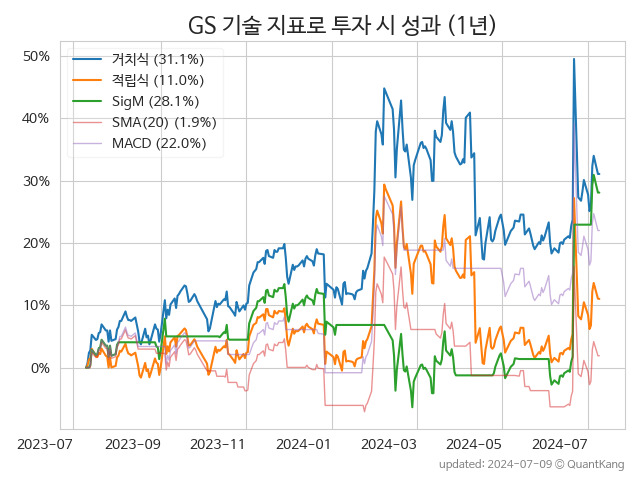 GS 기술 지표로 투자 시 성과 (1년)
50%
40%
30%
20%
10%
0%
거치식 (31.1%)
적립식 (11.0%)
SigM (28.1%)
SMA(20) (1.9%)
MACD (22.0%)
2023-07 2023-09 2023-11 2024-01 2024-03 2024-05 2024-07
updated: 2024-07-09 © QuantKang